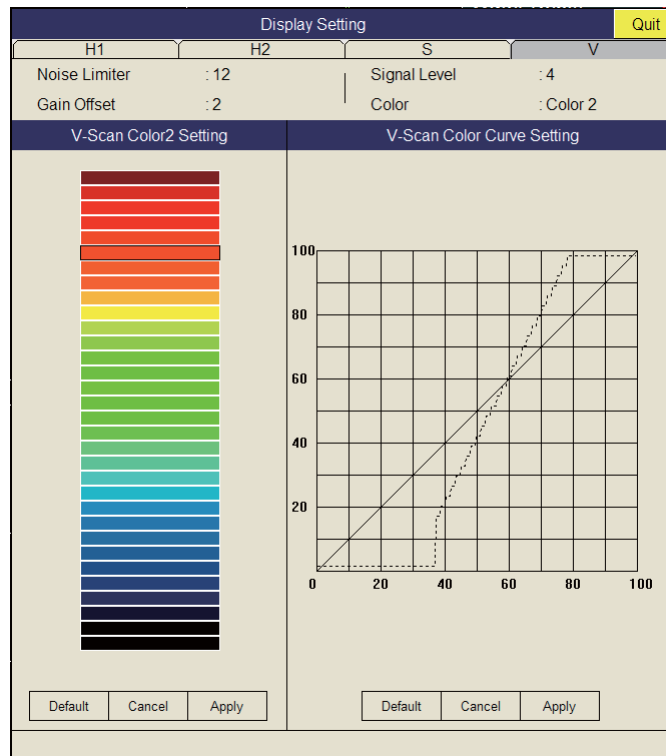 Display Setting
Quit
H1 H2 S V
Noise Limiter : 12 Signal Level : 4
Gain Offset : 2 Color : Color 2
V-Scan Color2 Setting
V-Scan Color Curve Setting
100
80
60
40
20
0 20 40 60 80 100
Default Cancel Apply
Default Cancel Apply